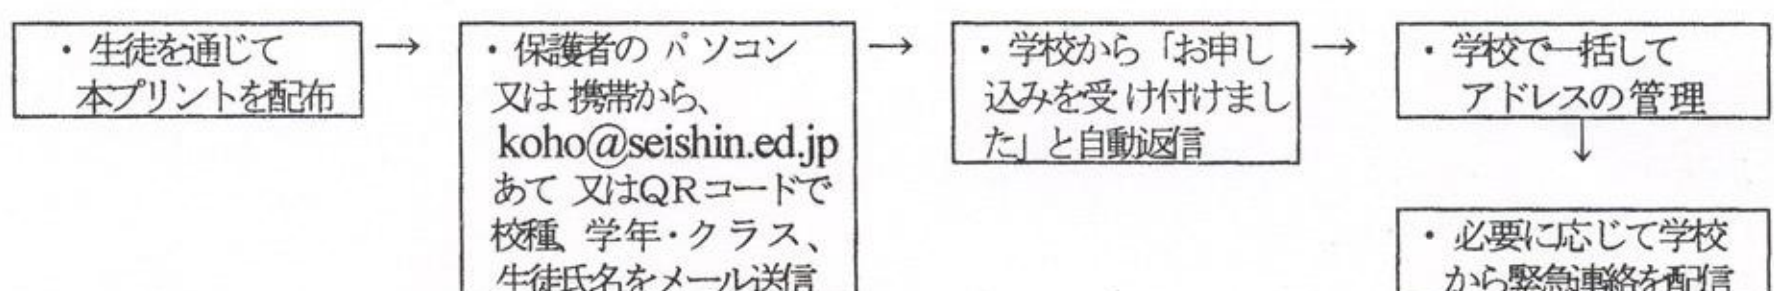 ・生徒を通じて
本プリントを配布
→
・保護者の パソコン
又は 携帯から、
koho@seishin.ed.jp
あて 又はQRコードで
校種、学年・クラス、
生徒氏名をメール送信
→
・学校から「お申し
込みを受け付けまし
た」と自動返信
→
・学校で一括して
アドレスの管理
↓
・必要に応じて学校
から緊急連絡を配信